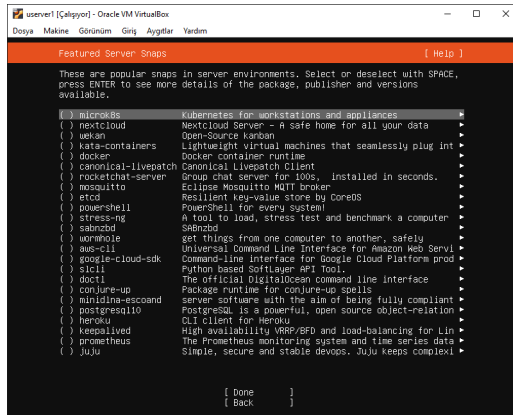 userver1 [Çalışıyor] - Oracle VM VirtualBox
Dosya Makine Görünüm Giriş Aygıtlar Yardım
Featured Server Snaps [ Help ]
These are popular snaps in server environments. Select or deselect with SPACE,
press ENTER to see more details of the package, publisher and versions
available.
( ) microk8s Kubernetes for workstations and appliances ▸
( ) nextcloud Nextcloud Server - A safe home for all your data ▸
( ) wekan Open-Source kanban ▸
( ) kata-containers Lightweight virtual machines that seamlessly plug int ▸
( ) docker Docker container runtime ▸
( ) canonical-livepatch Canonical Livepatch Client ▸
( ) rocketchat-server Group chat server for 100s, installed in seconds. ▸
( ) mosquitto Eclipse Mosquitto MQTT broker ▸
( ) etcd Resilient key-value store by CoreOS ▸
( ) powershell PowerShell for every system! ▸
( ) stress-ng A tool to load, stress test and benchmark a computer ▸
( ) sabnzbd SABnzbd ▸
( ) wormhole get things from one computer to another, safely ▸
( ) aws-cli Universal Command Line Interface for Amazon Web Servi ▸
( ) google-cloud-sdk Command-line interface for Google Cloud Platform prod ▸
( ) slcli Python based SoftLayer API Tool. ▸
( ) doctl The official DigitalOcean command line interface ▸
( ) conjure-up Package runtime for conjure-up spells ▸
( ) minidlna-escoand server software with the aim of being fully compliant ▸
( ) postgresql10 PostgreSQL is a powerful, open source object-relation ▸
( ) heroku CLI client for Heroku ▸
( ) keepalived High availability VRRP/BFD and load-balancing for Lin ▸
( ) prometheus The Prometheus monitoring system and time series data ▸
( ) juju Simple, secure and stable devops. Juju keeps complexi ▸
[ Done ]
[ Back ]